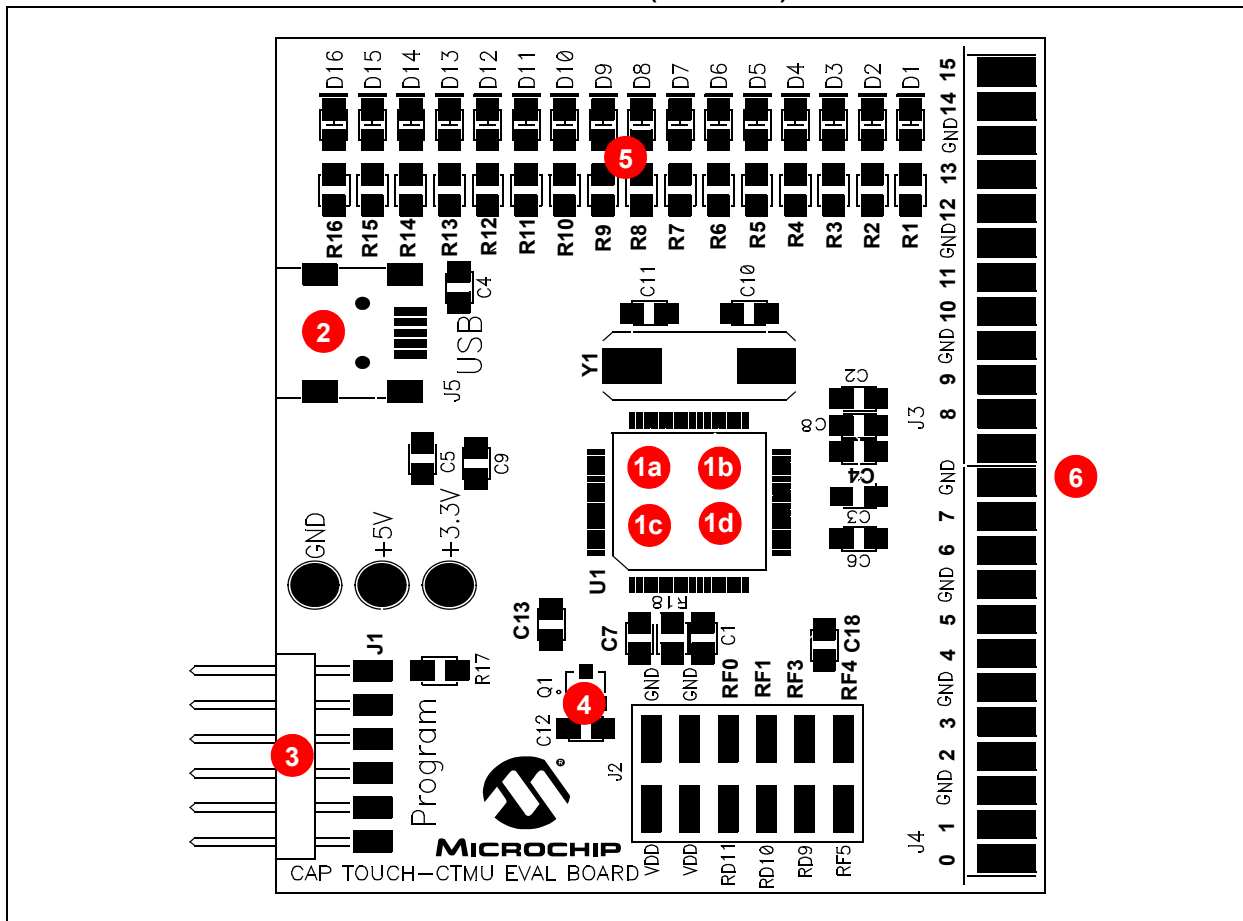 D16 D15 D14 D13 D12 D11 D10 D9 D8 D7 D6 D5 D4 D3 D2 D1
5
R16 R15 R14 R13 R12 R11 R10 R9 R8 R7 R6 R5 R4 R3 R2 R1
15
14
GND
13
12
GND
11
10
GND
9
8
GND
7
6
GND
5
4
GND
3
2
GND
1
0
J3
J4
6
C4
C11
C10
2
USB
J5
Y1
C2
C8
C4
C3
C6
C5
C9
1a 1b
1c 1d
U1
GND
+5V
+3.3V
R18
C13
C7
C1
C18
J1
R17
3
Program
Q1
4
C12
GND GND RF0 RF1 RF3 RF4
J2
VDD VDD RD11 RD10 RD9 RF5
®
MICROCHIP
CAP TOUCH-CTMU EVAL BOARD